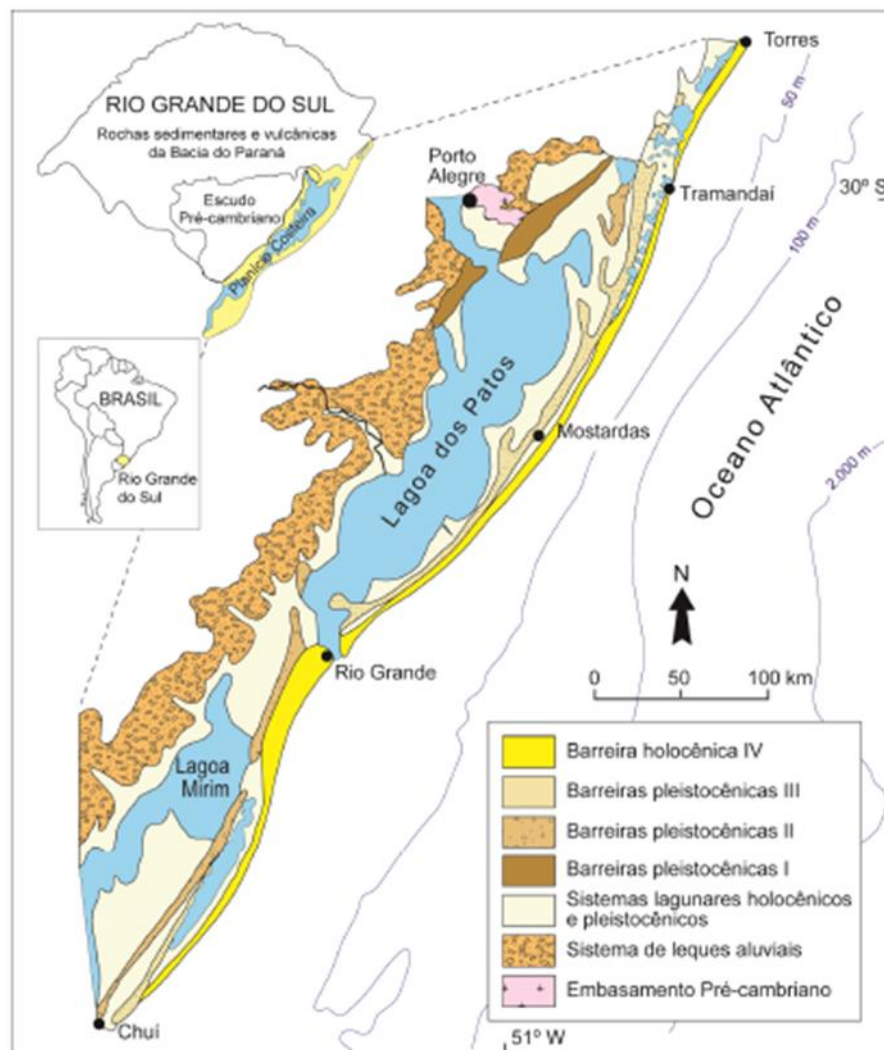 RIO GRANDE DO SUL
Rochas sedimentares e vulcânicas
da Bacia do Paraná
Escudo
Pré-cambriano
Planície Costeira
BRASIL
Rio Grande
do Sul
Torres
Porto
Alegre
Tramandaí
30º S
50 m
100 m
2.000 m
Oceano Atlântico
Lagoa dos Patos
Mostardas
N
0 50 100 km
Rio Grande
Lagoa
Mirim
Chuí
51º W
Barreira holocênica IV
Barreiras pleistocênicas III
Barreiras pleistocênicas II
Barreiras pleistocênicas I
Sistemas lagunares holocênicos
e pleistocênicos
Sistema de leques aluviais
Embasamento Pré-cambriano